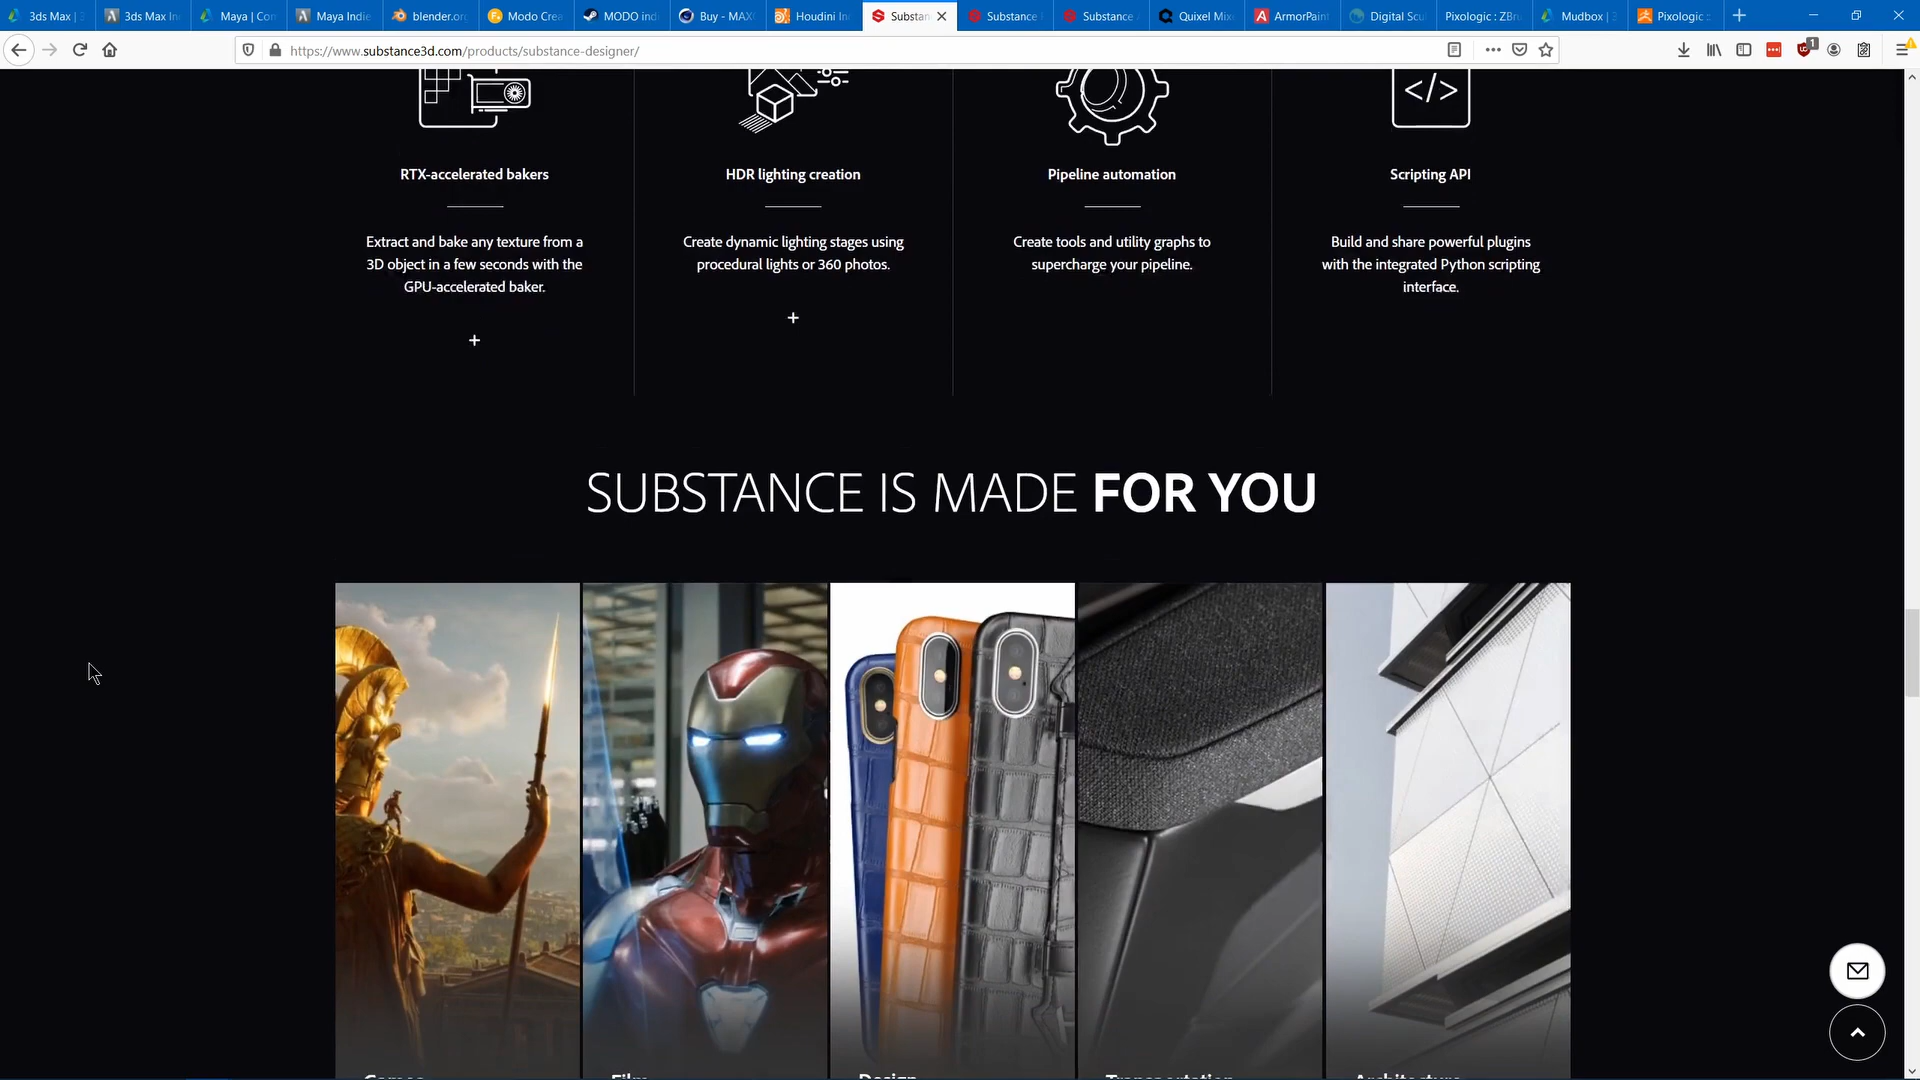 3ds Max | 3
3ds Max In
Maya | Con
Maya Indie
blender.or
Modo Crea
MODO ind
Buy - MAX
Houdini In
Substan
Substance
Substance
Quixel Mix
ArmorPain
Digital Scu
Pixologic : ZBr
Mudbox | 3
Pixologic :
https://www.substance3d.com/products/substance-designer/
1
RTX-accelerated bakers
HDR lighting creation
Pipeline automation
Scripting API
Extract and bake any texture from a
3D object in a few seconds with the
GPU-accelerated baker.
+
Create dynamic lighting stages using
procedural lights or 360 photos.
+
Create tools and utility graphs to
supercharge your pipeline.
</>
Build and share powerful plugins
with the integrated Python scripting
interface.
SUBSTANCE IS MADE FOR YOU
Games
Film
Design
Transportation
Architecture